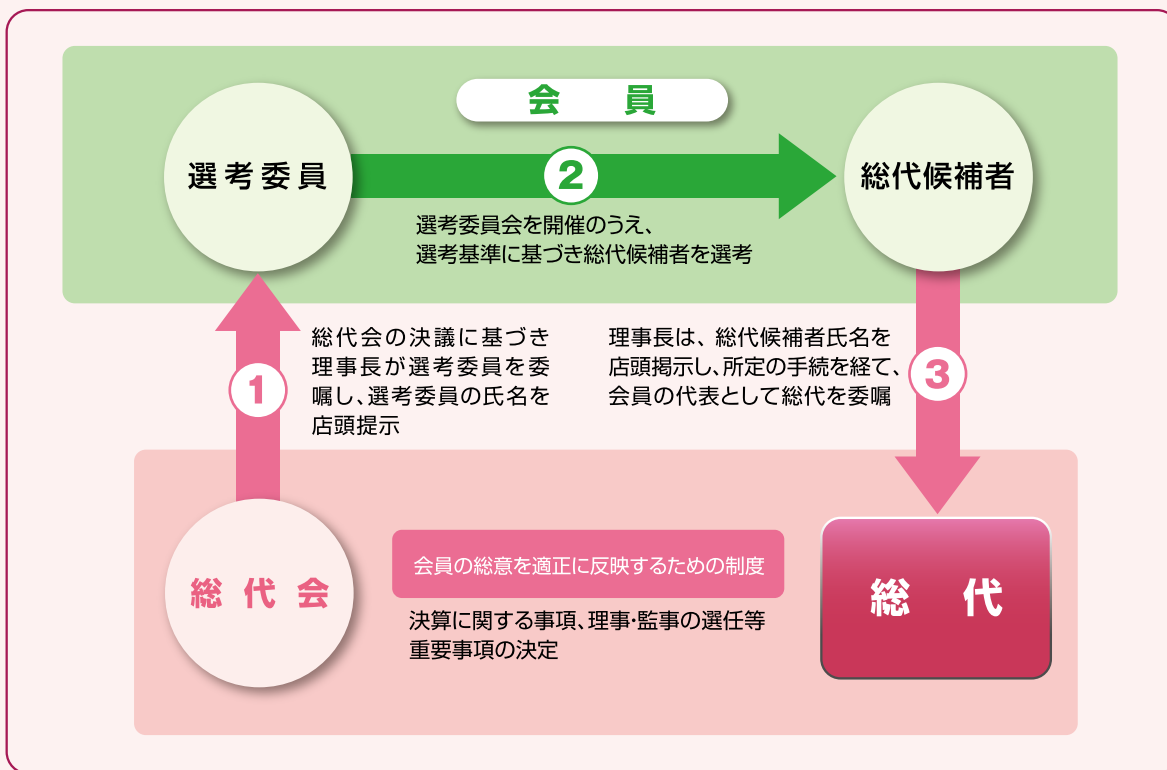 会員
選考委員
2
総代候補者
選考委員会を開催のうえ、
選考基準に基づき総代候補者を選考
1
総代会の決議に基づき
理事長が選考委員を委
嘱し、選考委員の氏名を
店頭提示
理事長は、総代候補者氏名を
店頭掲示し、所定の手続を経て、
会員の代表として総代を委嘱
3
総代会
会員の総意を適正に反映するための制度
決算に関する事項、理事・監事の選任等
重要事項の決定
総代